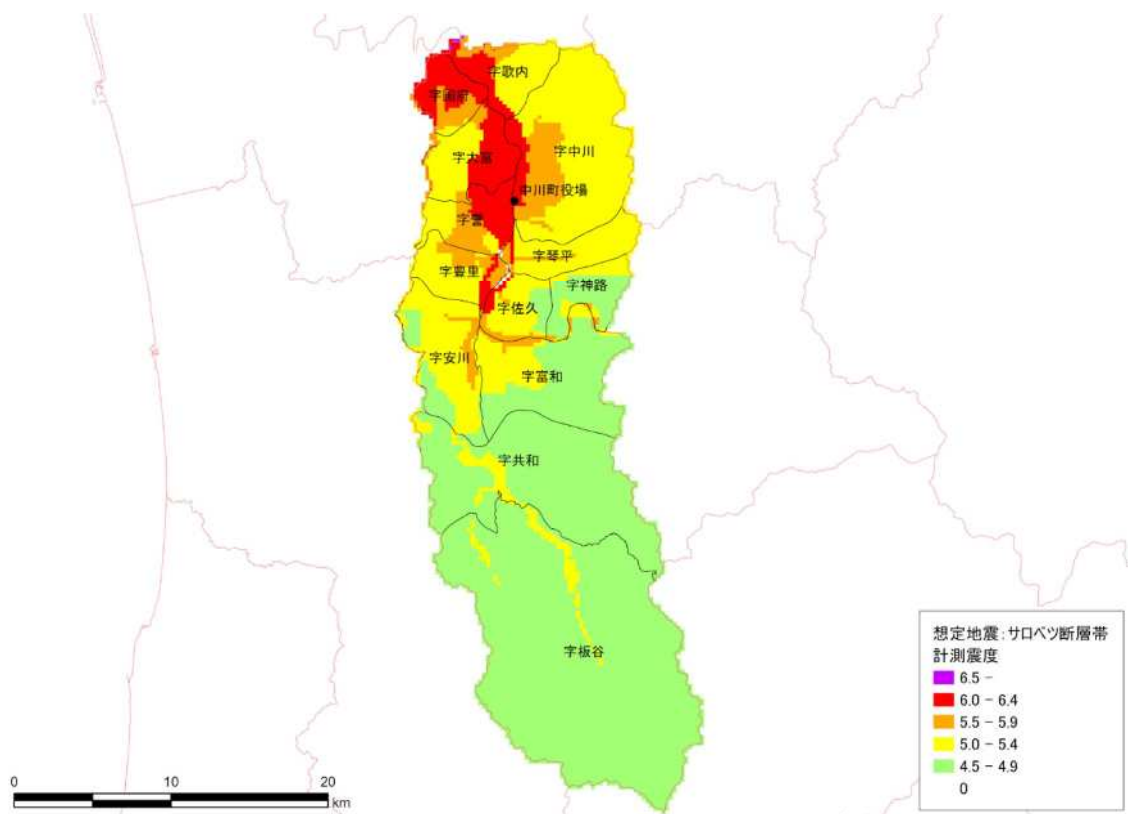 字歌内
字国府
字中川
字大富
中川町役場
字誉
字琴平
字豊里
字神路
字佐久
字安川
字富和
字共和
字板谷
想定地震:サロベツ断層帯
計測震度
6.5 -
6.0 - 6.4
5.5 - 5.9
5.0 - 5.4
4.5 - 4.9
0
0 10 20
km